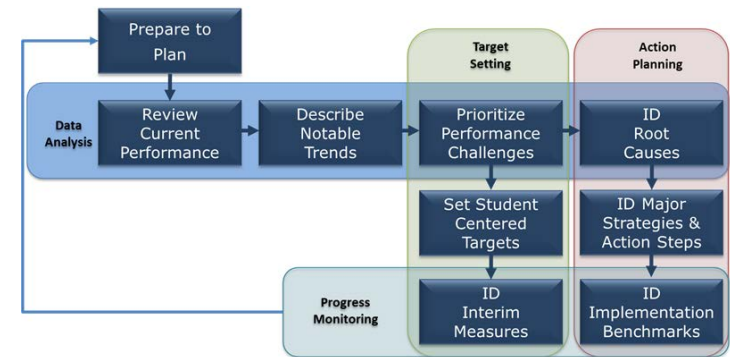 Prepare to
Plan
Target
Setting
Action
Planning
Data
Analysis
Review
Current
Performance
Describe
Notable
Trends
Prioritize
Performance
Challenges
ID
Root
Causes
Set Student
Centered
Targets
ID Major
Strategies &
Action Steps
Progress
Monitoring
ID
Interim
Measures
ID
Implementation
Benchmarks